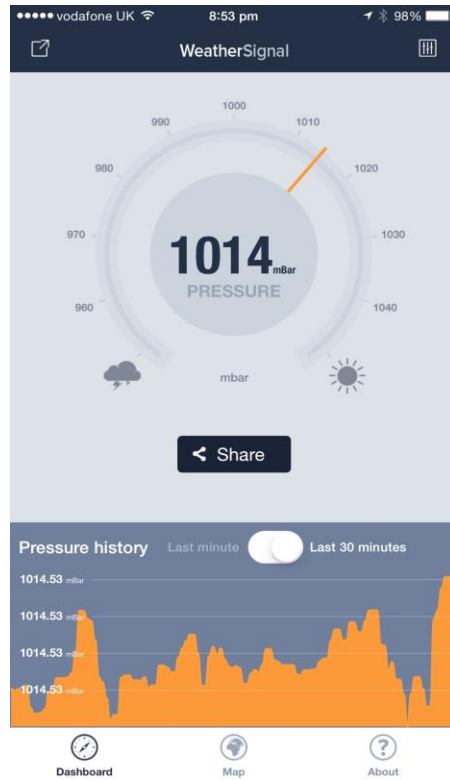 vodafone UK 8:53 pm 98%
WeatherSignal
1000
990 1010
980 1020
970 1030
960 1040
1014 mBar
PRESSURE
mbar
Share
Pressure history Last minute Last 30 minutes
1014.53 mBar
1014.53 mBar
1014.53 mBar
1014.53 mBar
Dashboard Map About